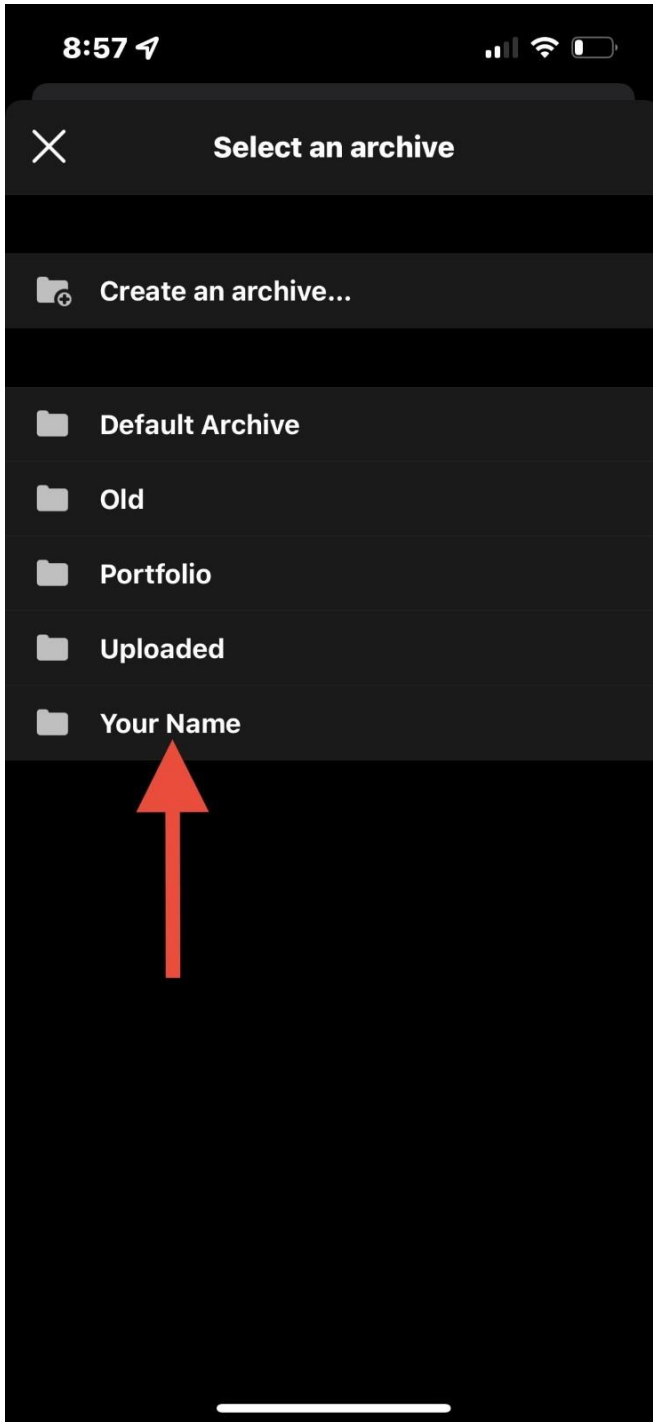 8:57
Select an archive
Create an archive...
Default Archive
Old
Portfolio
Uploaded
Your Name